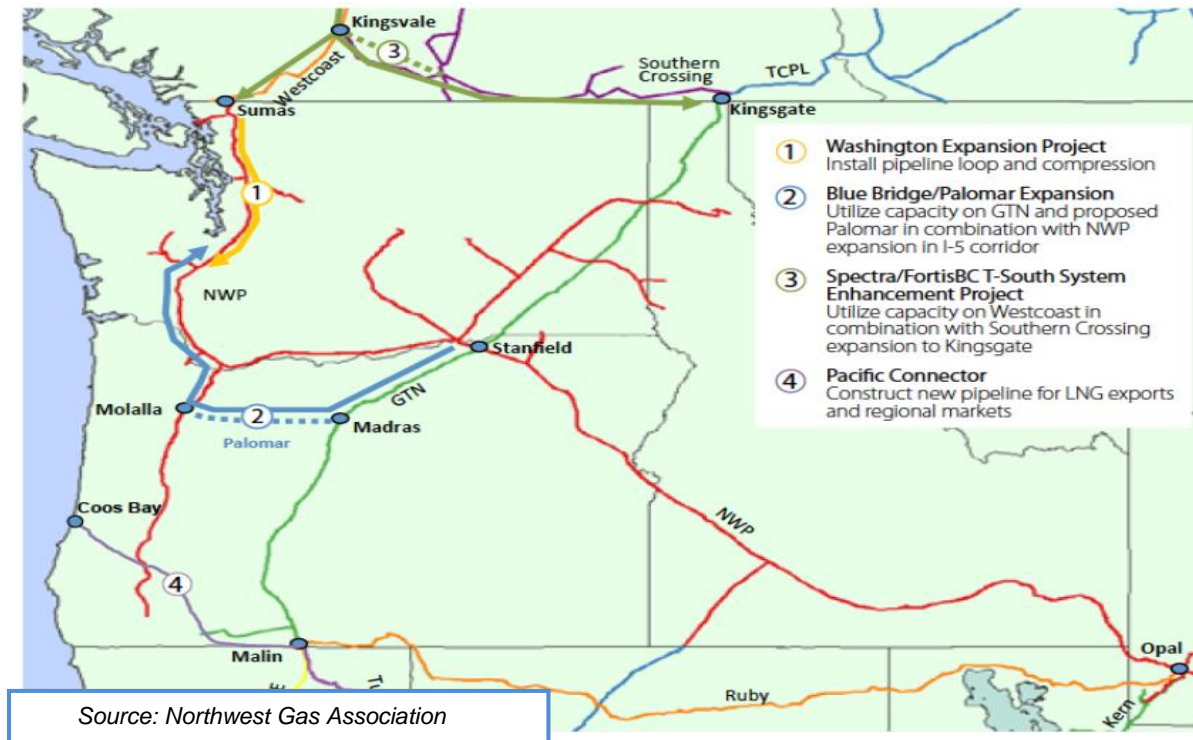 Kingsvale
3
Westcoast
Southern
Crossing
TCPL
Sumas
Kingsgate
1
NWP
Stanfield
GTN
Molalla
2
Madras
Palomar
Coos Bay
NWP
4
Malin
Opal
Ruby
Kern
1 Washington Expansion Project
Install pipeline loop and compression
2 Blue Bridge/Palomar Expansion
Utilize capacity on GTN and proposed
Palomar in combination with NWP
expansion in I-5 corridor
3 Spectra/FortisBC T-South System
Enhancement Project
Utilize capacity on Westcoast in
combination with Southern Crossing
expansion to Kingsgate
4 Pacific Connector
Construct new pipeline for LNG exports
and regional markets
Source: Northwest Gas Association